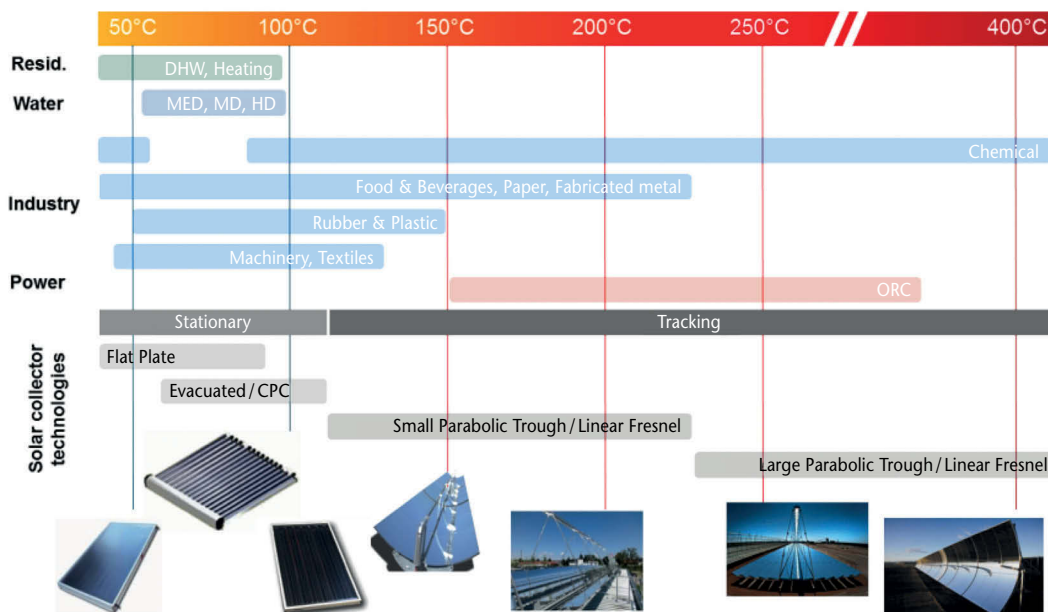 50°C 100°C 150°C 200°C 250°C 400°C
Resid. DHW, Heating
Water MED, MD, HD
Chemical
Industry Food & Beverages, Paper, Fabricated metal
Rubber & Plastic
Machinery, Textiles
Power ORC
Stationary Tracking
Solar collector
technologies
Flat Plate
Evacuated / CPC
Small Parabolic Trough / Linear Fresnel
Large Parabolic Trough / Linear Fresnel